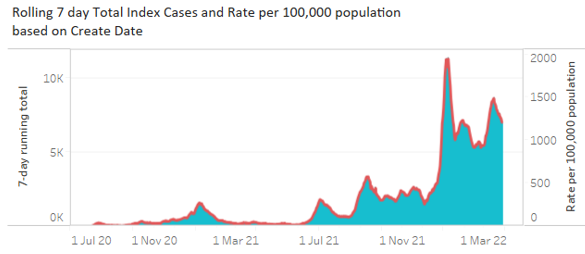 Rolling 7 day Total Index Cases and Rate per 100,000 population
based on Create Date
7-day running total
10K
5K
0K
2000
1500
1000
500
0
Rate per 100,000 population
1 Jul 20 1 Nov 20 1 Mar 21 1 Jul 21 1 Nov 21 1 Mar 22